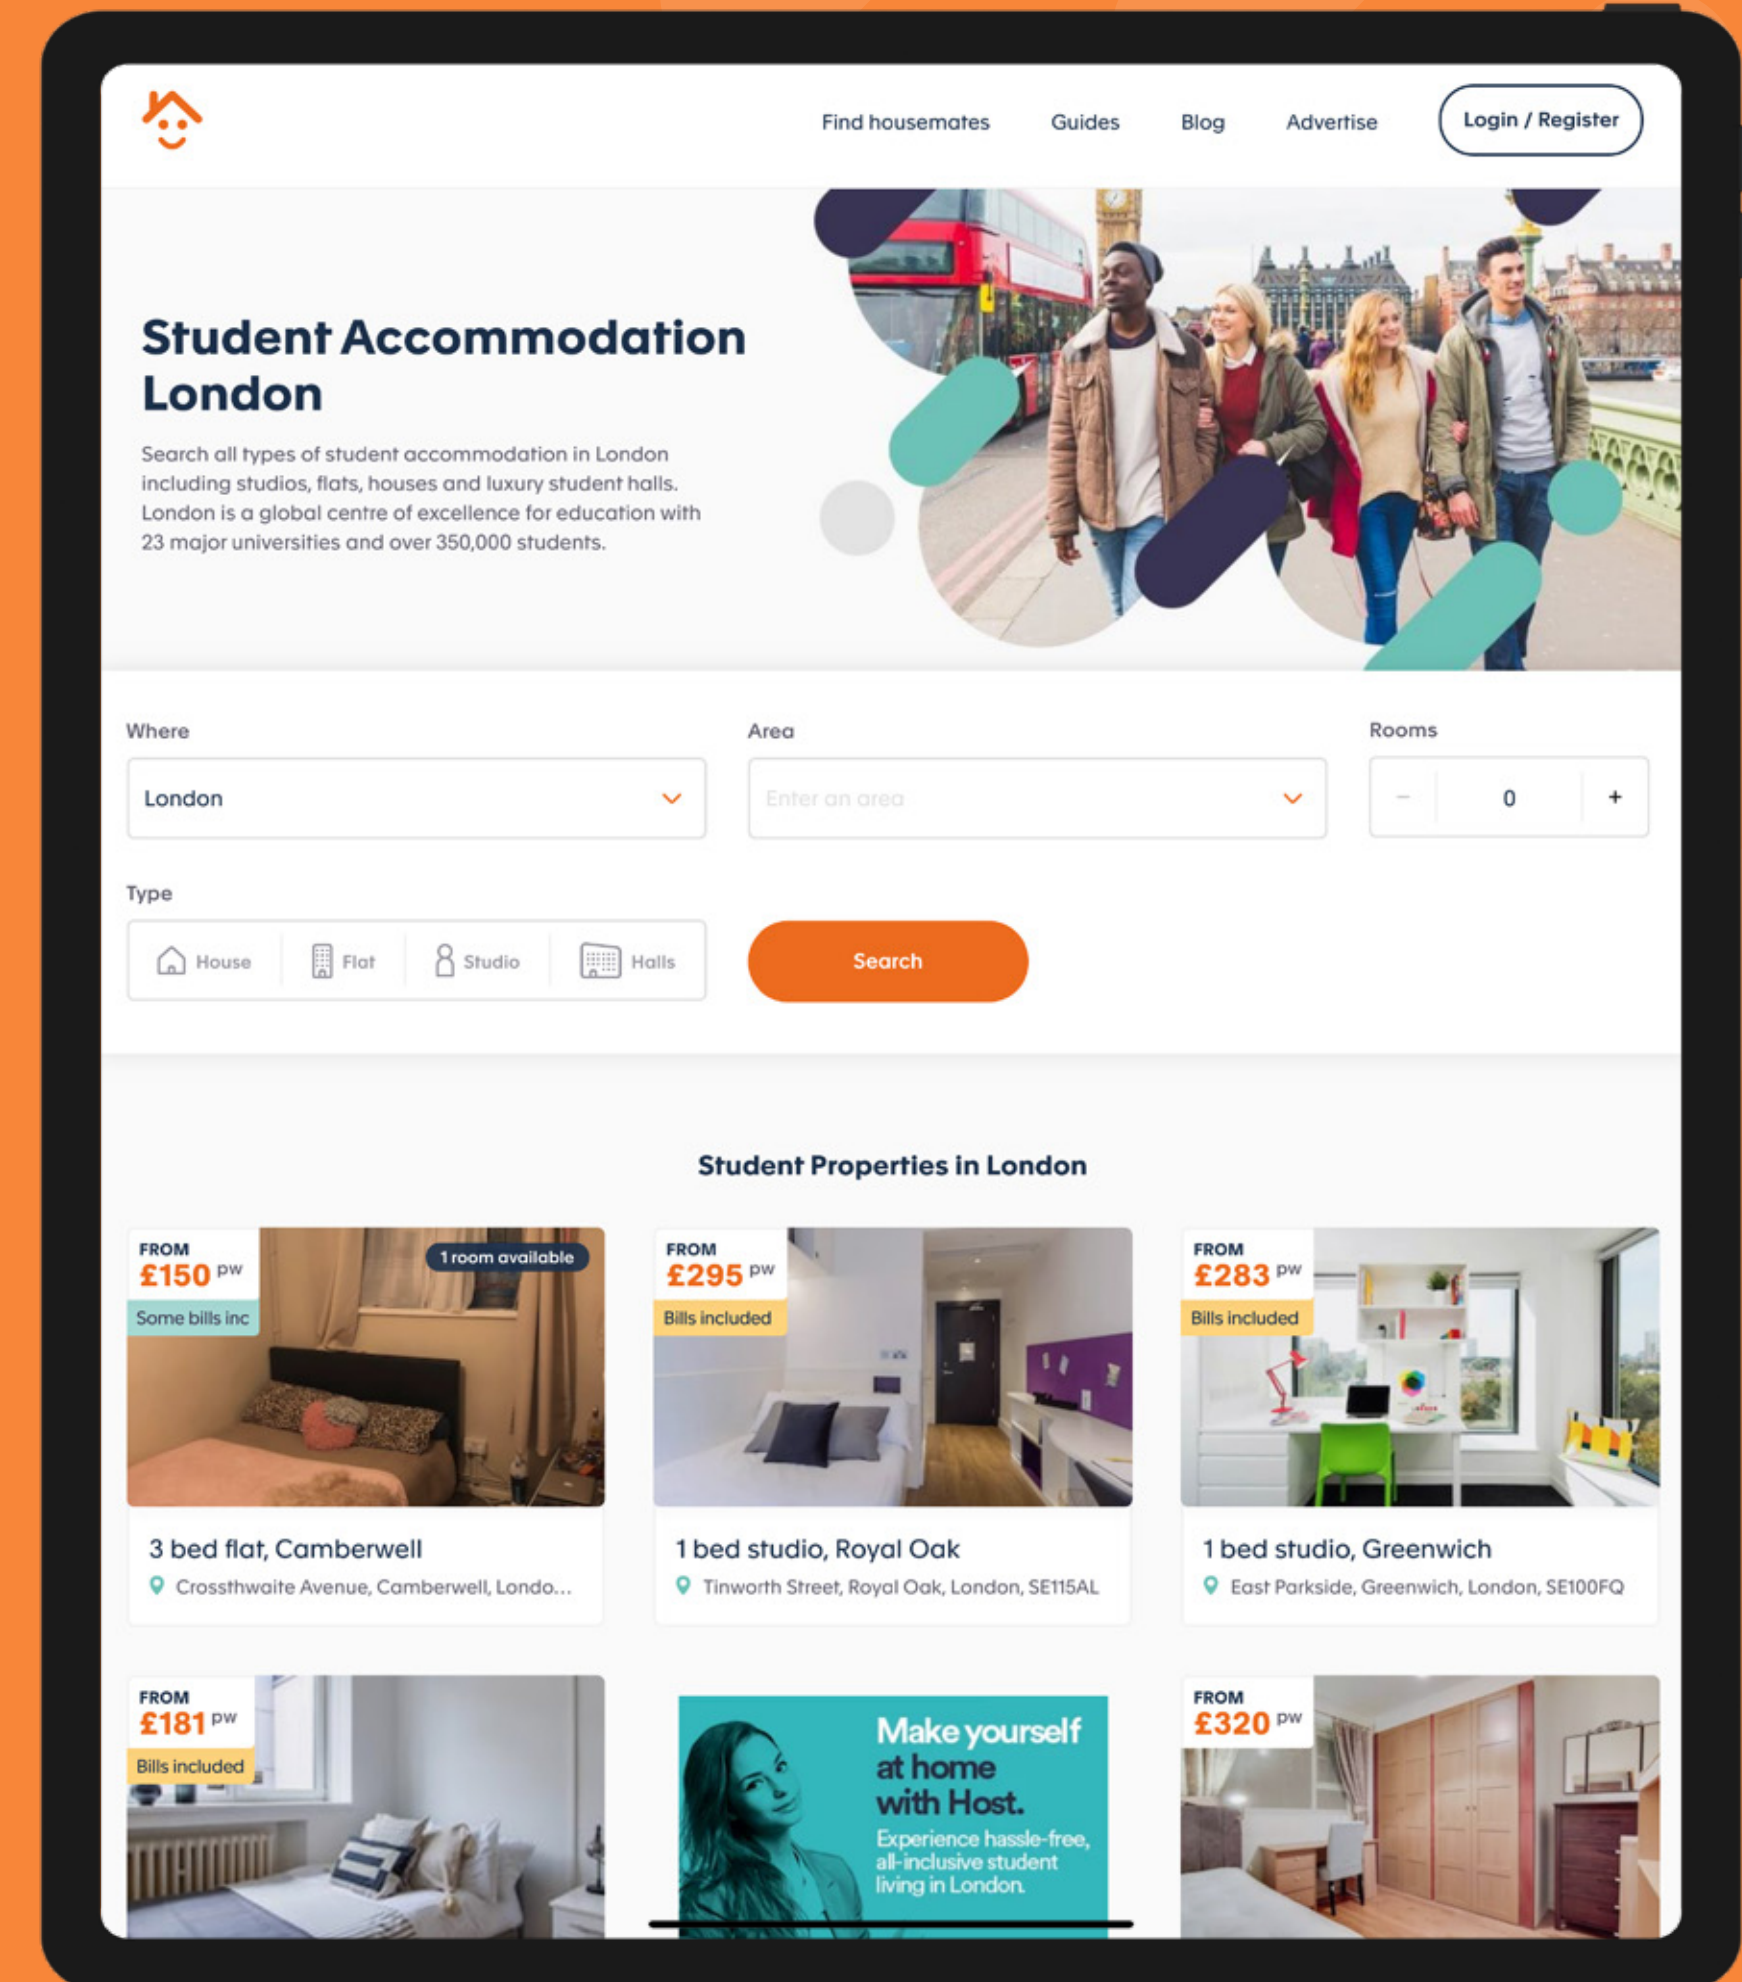 Find housemates
Guides
Blog
Advertise
Login / Register
Student Accommodation
London
Search all types of student accommodation in London
including studios, flats, houses and luxury student halls.
London is a global centre of excellence for education with
23 major universities and over 350,000 students.
Where
Area
Rooms
London
Enter an area
0
Type
House
Flat
Studio
Halls
Search
Student Properties in London
FROM
£150 pw
Some bills inc
1 room available
3 bed flat, Camberwell
Crossthwaite Avenue, Camberwell, Londo...
FROM
£295 pw
Bills included
1 bed studio, Royal Oak
Tinworth Street, Royal Oak, London, SE115AL
FROM
£283 pw
Bills included
1 bed studio, Greenwich
East Parkside, Greenwich, London, SE100FQ
FROM
£181 pw
Bills included
Make yourself
at home
with Host.
Experience hassle-free,
all-inclusive student
living in London.
FROM
£320 pw